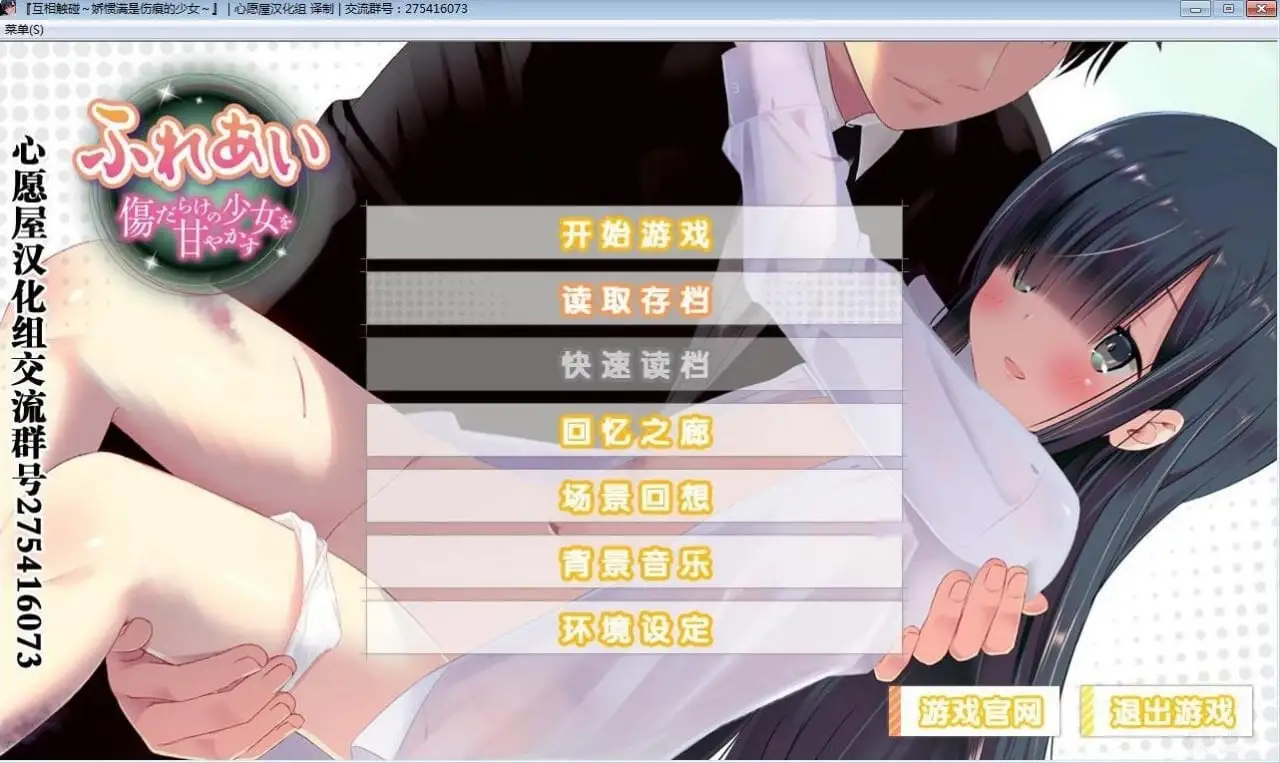 『互相触碰～娇惯满是伤痕的少女～』 | 心愿屋汉化组 译制 | 交流群号：275416073
菜单(S)
心愿屋汉化组交流群号275416073
ふれあい
傷だらけの少女を
甘やかす
开始游戏
读取存档
快速读档
回忆之廊
场景回想
背景音乐
环境设定
游戏官网
退出游戏